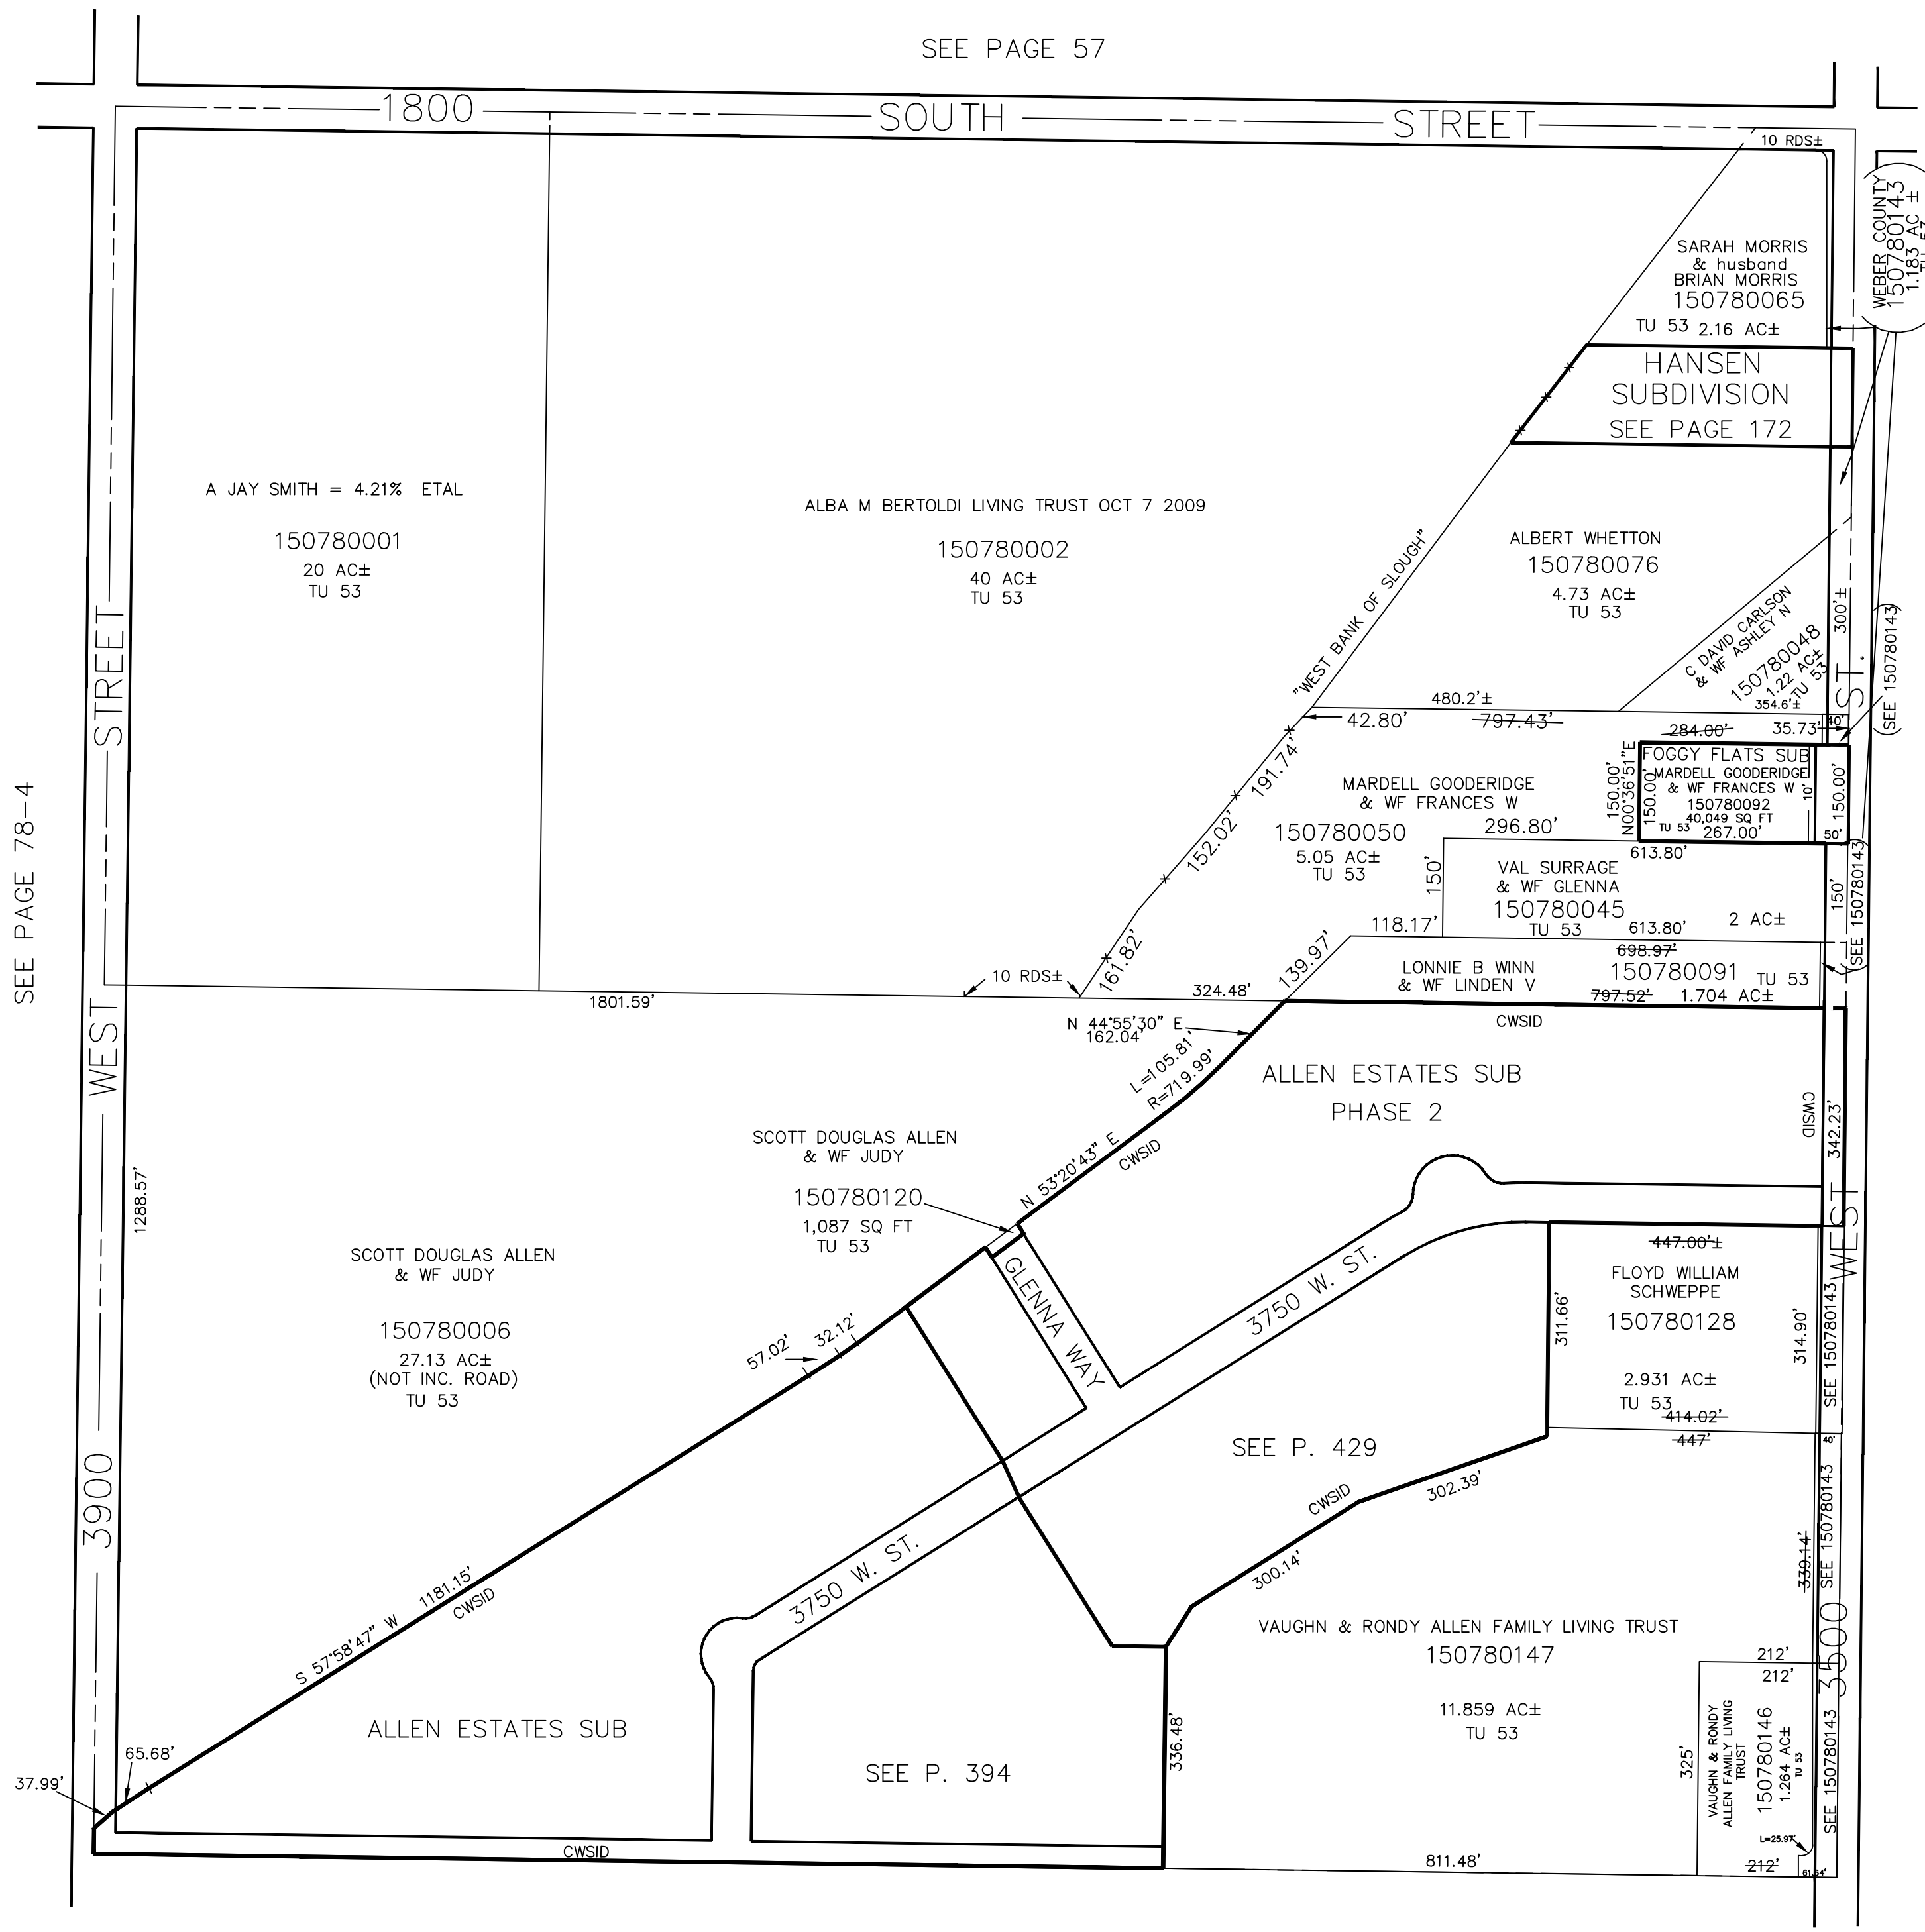 SEE PAGE 57
1800 SOUTH STREET
10 RDS±
WEBER COUNTY
150780143
1.183 AC ±
SARAH MORRIS
& husband
BRIAN MORRIS
150780065
TU 53 2.16 AC±
HANSEN
SUBDIVISION
SEE PAGE 172
A JAY SMITH = 4.21% ETAL
150780001
20 AC±
TU 53
ALBA M BERTOLDI LIVING TRUST OCT 7 2009
150780002
40 AC±
TU 53
"WEST BANK OF SLOUGH"
ALBERT WHETTON
150780076
4.73 AC±
TU 53
C DAVID CARLSON
& WF ASHLEY N
150780048
1.22 AC±
TU 53
354.6'±
300'±
(SEE 150780143)
480.2'±
42.80'
797.43'
284.00'
35.73'
40'
191.74'
152.02'
161.82'
MARDELL GOODERIDGE
& WF FRANCES W
150780050
5.05 AC±
TU 53
296.80'
150.00'
N00°36'51"E
150.00'
FOGGY FLATS SUB
MARDELL GOODERIDGE
& WF FRANCES W
150780092
40,049 SQ FT
TU 53
267.00'
10'
150.00'
50'
613.80'
150'
VAL SURRAGE
& WF GLENNA
150780045
TU 53
2 AC±
613.80'
150'
(SEE 150780143)
118.17'
139.97'
698.97'
LONNIE B WINN
& WF LINDEN V
150780091 TU 53
797.52'
1.704 AC±
SEE PAGE 78-4
3900 WEST STREET
1801.59'
10 RDS±
324.48'
N 44°55'30" E
162.04'
L=105.81'
R=719.99'
CWSID
ALLEN ESTATES SUB
PHASE 2
CWSID
342.23'
N 53°20'43" E
CWSID
SCOTT DOUGLAS ALLEN
& WF JUDY
150780120
1,087 SQ FT
TU 53
1288.57'
SCOTT DOUGLAS ALLEN
& WF JUDY
150780006
27.13 AC±
(NOT INC. ROAD)
TU 53
57.02'
32.12'
GLENNA WAY
3750 W. ST.
447.00'±
FLOYD WILLIAM
SCHWEPPE
150780128
2.931 AC±
TU 53
311.66'
314.90'
SEE 150780143
414.02'
447'
40'
3500 WEST ST.
SEE P. 429
302.39'
CWSID
300.14'
339.14'
SEE 150780143
3750 W. ST.
S 57°58'47" W
1181.15'
CWSID
VAUGHN & RONDY ALLEN FAMILY LIVING TRUST
150780147
11.859 AC±
TU 53
212'
212'
325'
VAUGHN & RONDY
ALLEN FAMILY LIVING
TRUST
150780146
1.264 AC±
TU 53
SEE 150780143
L=25.97'
212'
61.64'
336.48'
ALLEN ESTATES SUB
SEE P. 394
65.68'
37.99'
CWSID
811.48'